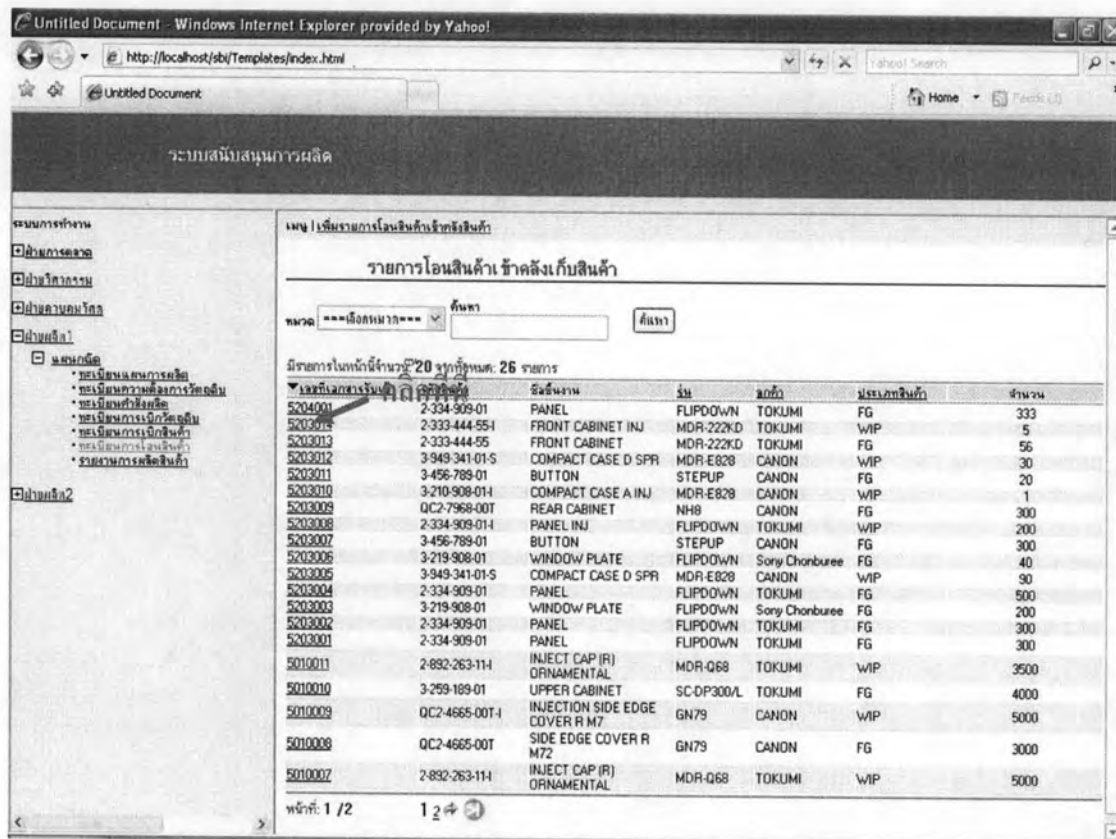 Untitled Document - Windows Internet Explorer provided by Yahoo!
http://localhost/sbi/Templates/index.html
Yahoo! Search
Untitled Document
Home
Feeds (J)
ระบบสนับสนุนการผลิต
ระบบการทำงาน
ฝ่ายการตลาด
ฝ่ายวิศวกรรม
ฝ่ายควบคุมวัสดุ
ฝ่ายผลิต1
แผนกฉีด
ทะเบียนแผนการผลิต
ทะเบียนความต้องการวัตถุดิบ
ทะเบียนคำสั่งผลิต
ทะเบียนการเบิกวัตถุดิบ
ทะเบียนการเบิกสินค้า
ทะเบียนการโอนสินค้า
รายงานการผลิตสินค้า
ฝ่ายผลิต2
เมนู | เพิ่มรายการโอนสินค้าเข้าคลังสินค้า
รายการโอนสินค้าเข้าคลังเก็บสินค้า
หมวด ===เลือกหมวด=== ค้นหา ค้นหา
มีรายการในหน้านี้จำนวน 20 จากทั้งหมด: 26 รายการ
ชื่อชิ้นงาน รุ่น ลูกค้า ประเภทสินค้า จำนวน
คลิกที่นี่
5204001 2-334-909-01 PANEL FLIPDOWN TOKUMI FG 333
2-333-444-55-I FRONT CABINET INJ MDR-222KD TOKUMI WIP
5203013 2-333-444-55 FRONT CABINET MDR-222KD TOKUMI FG 56
5203012 3-949-341-01-S COMPACT CASE D SPR MDR-E828 CANON WIP 30
5203011 3-456-789-01 BUTTON STEPUP CANON FG 20
5203010 3-210-908-01-I COMPACT CASE A INJ MDR-E828 CANON WIP
5203009 QC2-7968-00T REAR CABINET NH8 CANON FG 300
5203008 2-334-909-01-I PANEL INJ FLIPDOWN TOKUMI WIP 200
5203007 3-456-789-01 BUTTON STEPUP CANON FG 300
5203006 3-219-908-01 WINDOW PLATE FLIPDOWN Sony Chonburee FG 40
5203005 3-949-341-01-S COMPACT CASE D SPR MDR-E828 CANON WIP 90
5203004 2-334-909-01 PANEL FLIPDOWN TOKUMI FG 500
5203003 3-219-908-01 WINDOW PLATE FLIPDOWN Sony Chonburee FG 200
5203002 2-334-909-01 PANEL FLIPDOWN TOKUMI FG 300
5203001 2-334-909-01 PANEL FLIPDOWN TOKUMI FG 300
5010011 2-892-263-11-I INJECT CAP (R) ORNAMENTAL MDR-Q68 TOKUMI WIP 3500
5010010 3-259-189-01 UPPER CABINET SC-DP300/L TOKUMI FG 4000
5010009 QC2-4665-00T-I INJECTION SIDE EDGE COVER R M7 GN79 CANON WIP 5000
5010008 QC2-4665-00T SIDE EDGE COVER R M72 GN79 CANON FG 3000
5010007 2-892-263-11-I INJECT CAP (R) ORNAMENTAL MDR-Q68 TOKUMI WIP 5000
หน้าที่: 1 /2 1 2